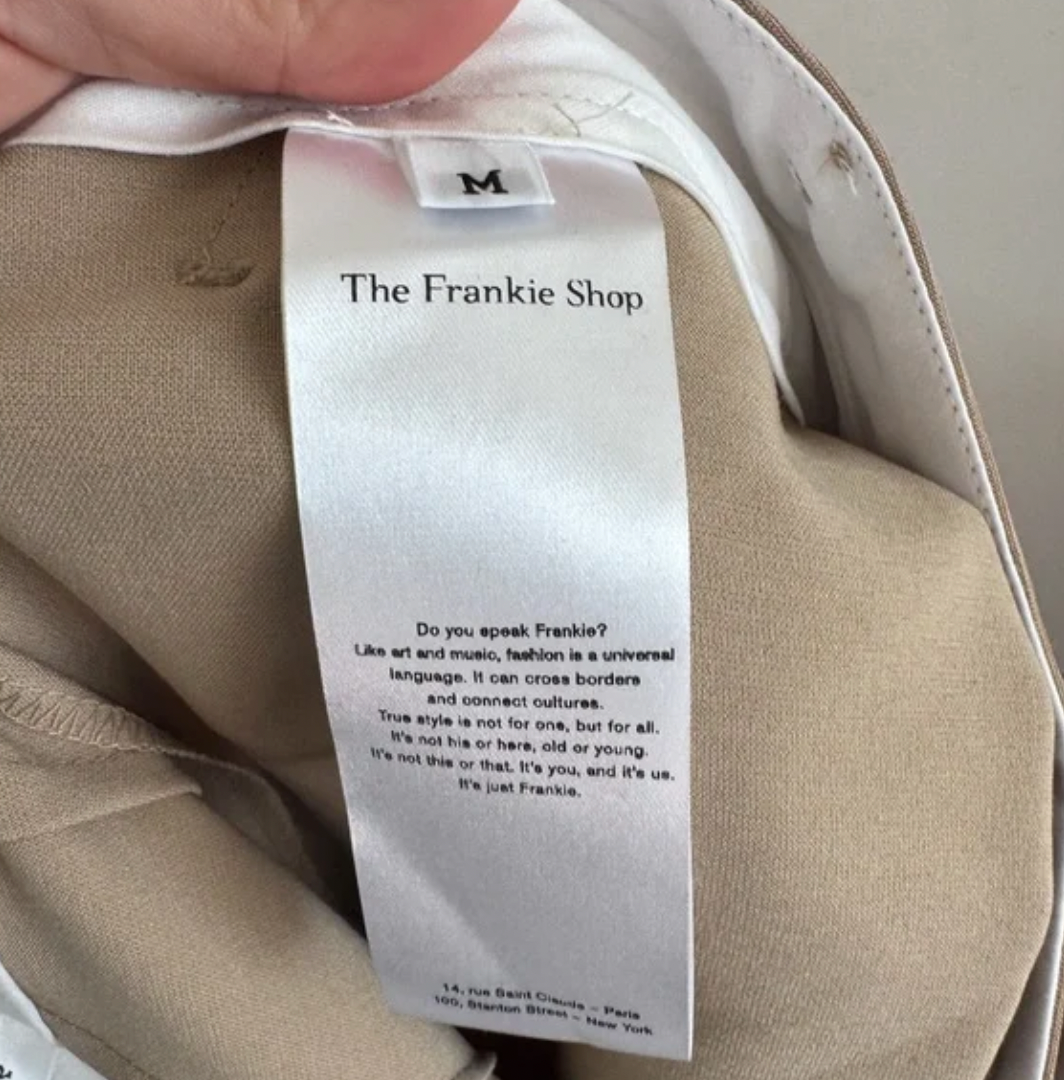 M
The Frankie Shop
Do you speak Frankie?
Like art and music, fashion is a universal
language. It can cross borders
and connect cultures.
True style is not for one, but for all.
It's not his or hers, old or young.
It's not this or that. It's you, and it's us.
It's just Frankie.
14, rue Saint Claude – Paris
100, Stanton Street – New York